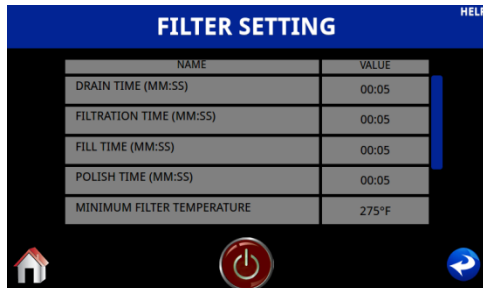 HELP
FILTER SETTING
NAME VALUE
DRAIN TIME (MM:SS) 00:05
FILTRATION TIME (MM:SS) 00:05
FILL TIME (MM:SS) 00:05
POLISH TIME (MM:SS) 00:05
MINIMUM FILTER TEMPERATURE 275°F